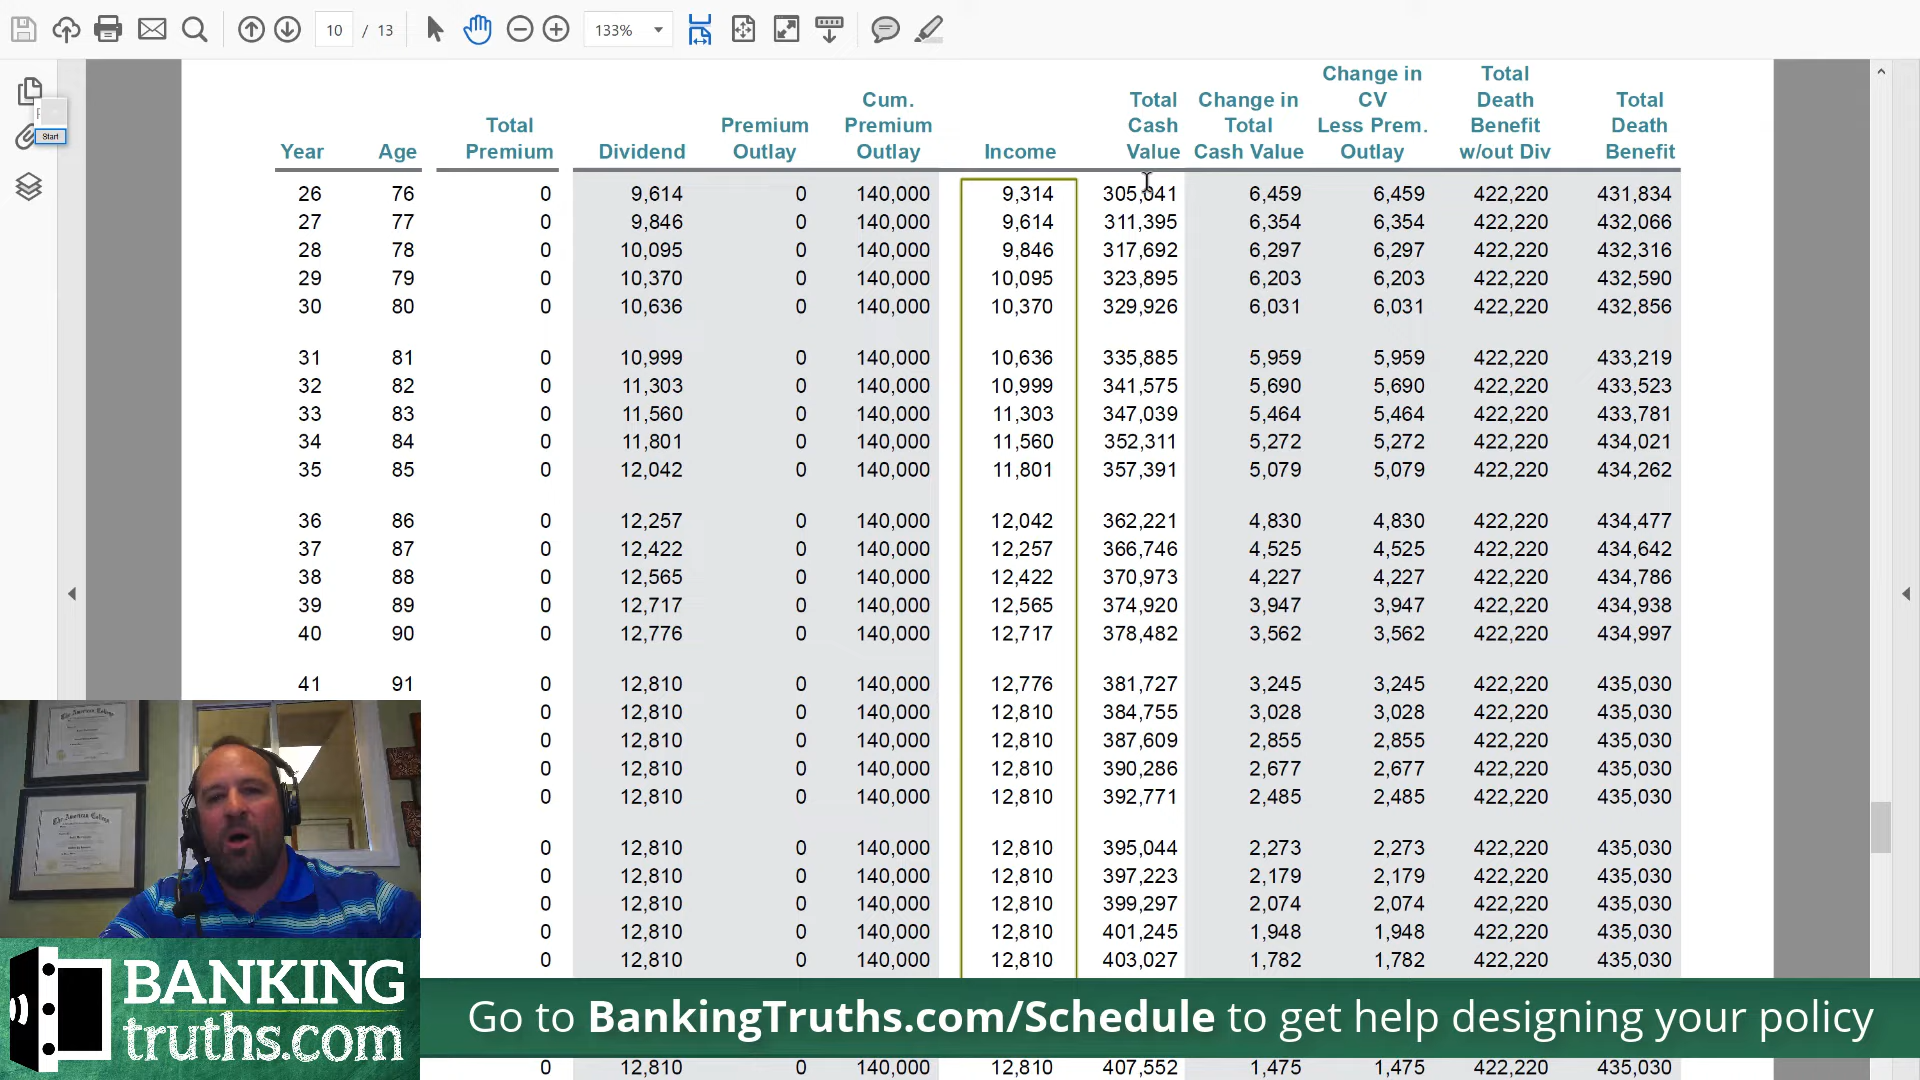 10 / 13 133%
Start
Year Age Total Premium Dividend Premium Outlay Cum. Premium Outlay Income Total Cash Value Change in Total Cash Value Change in CV Less Prem. Outlay Total Death Benefit w/out Div Total Death Benefit
26 76 0 9,614 0 140,000 9,314 305,041 6,459 6,459 422,220 431,834
27 77 0 9,846 0 140,000 9,614 311,395 6,354 6,354 422,220 432,066
28 78 0 10,095 0 140,000 9,846 317,692 6,297 6,297 422,220 432,316
29 79 0 10,370 0 140,000 10,095 323,895 6,203 6,203 422,220 432,590
30 80 0 10,636 0 140,000 10,370 329,926 6,031 6,031 422,220 432,856
31 81 0 10,999 0 140,000 10,636 335,885 5,959 5,959 422,220 433,219
32 82 0 11,303 0 140,000 10,999 341,575 5,690 5,690 422,220 433,523
33 83 0 11,560 0 140,000 11,303 347,039 5,464 5,464 422,220 433,781
34 84 0 11,801 0 140,000 11,560 352,311 5,272 5,272 422,220 434,021
35 85 0 12,042 0 140,000 11,801 357,391 5,079 5,079 422,220 434,262
36 86 0 12,257 0 140,000 12,042 362,221 4,830 4,830 422,220 434,477
37 87 0 12,422 0 140,000 12,257 366,746 4,525 4,525 422,220 434,642
38 88 0 12,565 0 140,000 12,422 370,973 4,227 4,227 422,220 434,786
39 89 0 12,717 0 140,000 12,565 374,920 3,947 3,947 422,220 434,938
40 90 0 12,776 0 140,000 12,717 378,482 3,562 3,562 422,220 434,997
41 91 0 12,810 0 140,000 12,776 381,727 3,245 3,245 422,220 435,030
0 12,810 0 140,000 12,810 384,755 3,028 3,028 422,220 435,030
0 12,810 0 140,000 12,810 387,609 2,855 2,855 422,220 435,030
0 12,810 0 140,000 12,810 390,286 2,677 2,677 422,220 435,030
0 12,810 0 140,000 12,810 392,771 2,485 2,485 422,220 435,030
0 12,810 0 140,000 12,810 395,044 2,273 2,273 422,220 435,030
0 12,810 0 140,000 12,810 397,223 2,179 2,179 422,220 435,030
0 12,810 0 140,000 12,810 399,297 2,074 2,074 422,220 435,030
0 12,810 0 140,000 12,810 401,245 1,948 1,948 422,220 435,030
0 12,810 0 140,000 12,810 403,027 1,782 1,782 422,220 435,030
BANKING
truths.com
Go to BankingTruths.com/Schedule to get help designing your policy
0 12,810 0 140,000 12,810 407,552 1,475 1,475 422,220 435,030